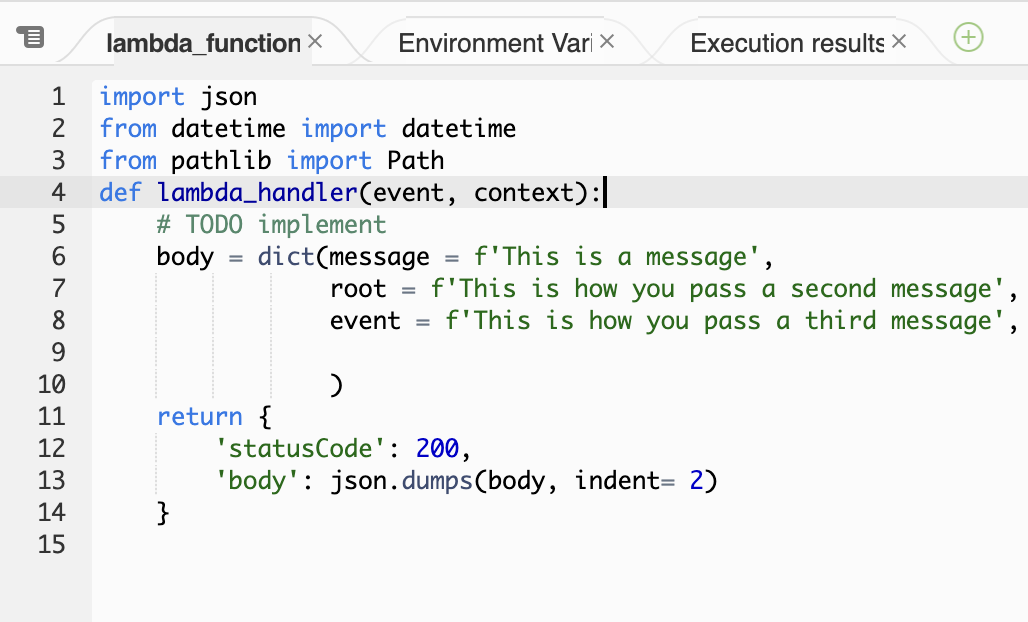 lambda_function × Environment Vari × Execution results ×
1 import json
2 from datetime import datetime
3 from pathlib import Path
4 def lambda_handler(event, context):
5     # TODO implement
6     body = dict(message = f'This is a message',
7                 root = f'This is how you pass a second message',
8                 event = f'This is how you pass a third message',
9
10                 )
11     return {
12         'statusCode': 200,
13         'body': json.dumps(body, indent= 2)
14     }
15